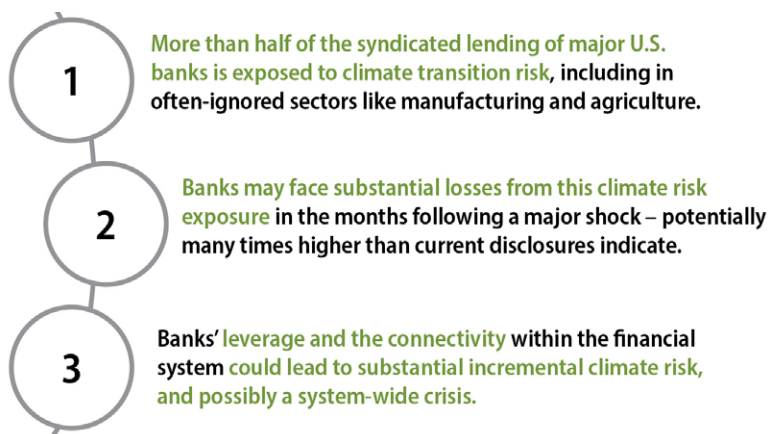 1
More than half of the syndicated lending of major U.S.
banks is exposed to climate transition risk, including in
often-ignored sectors like manufacturing and agriculture.
2
Banks may face substantial losses from this climate risk
exposure in the months following a major shock – potentially
many times higher than current disclosures indicate.
3
Banks’ leverage and the connectivity within the financial
system could lead to substantial incremental climate risk,
and possibly a system-wide crisis.